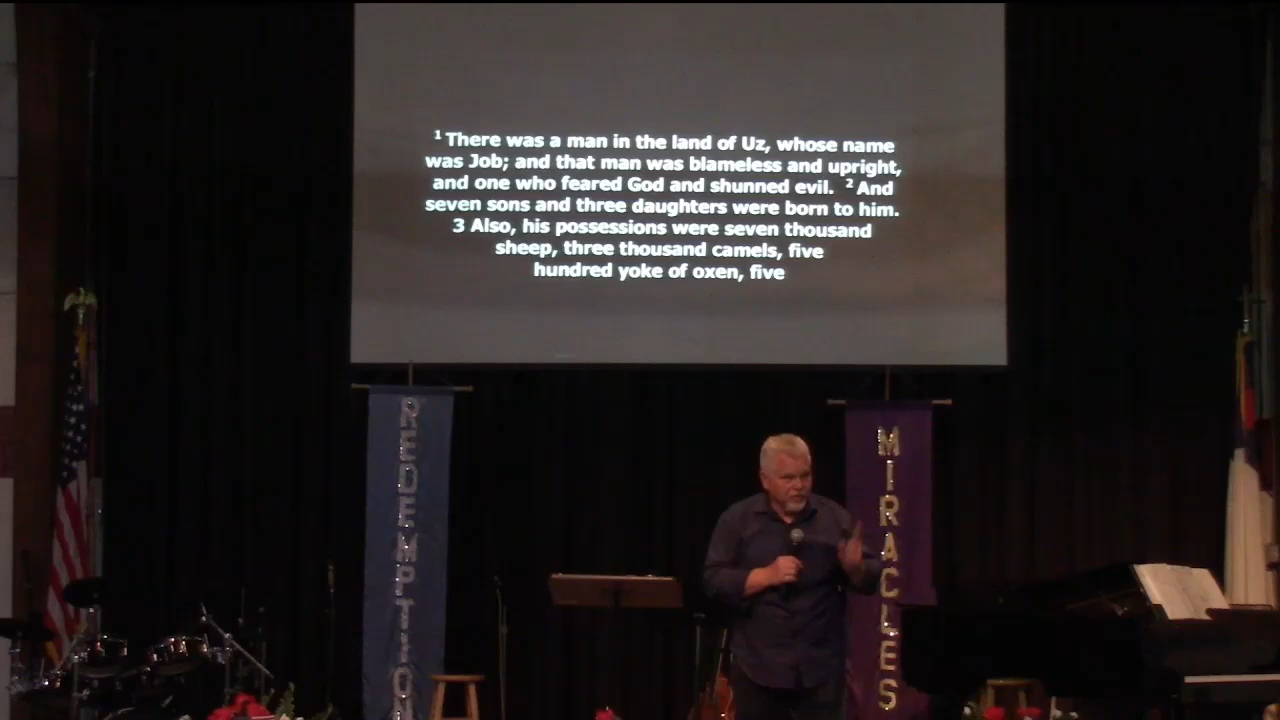 1 There was a man in the land of Uz, whose name
was Job; and that man was blameless and upright,
and one who feared God and shunned evil. 2 And
seven sons and three daughters were born to him.
3 Also, his possessions were seven thousand
sheep, three thousand camels, five
hundred yoke of oxen, five
REDEMPTION
MIRACLES